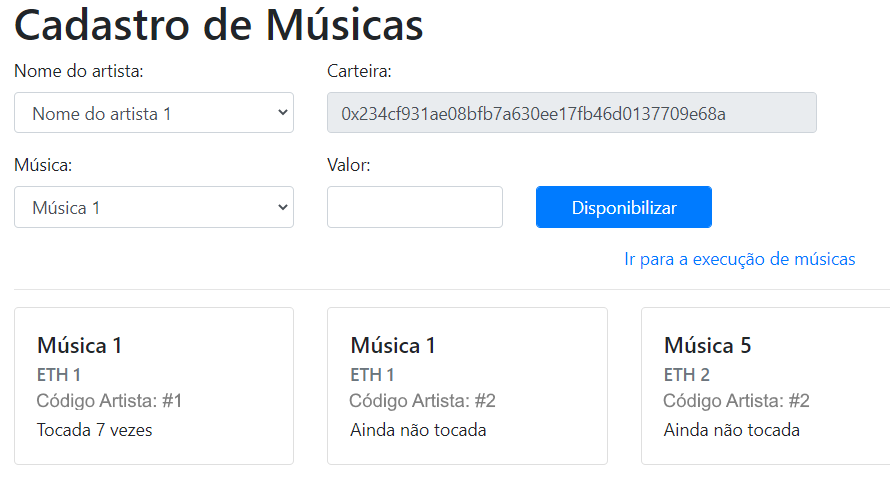 Cadastro de Músicas
Nome do artista:
Carteira:
Nome do artista 1
0x234cf931ae08bfb7a630ee17fb46d0137709e68a
Música:
Valor:
Música 1
Disponibilizar
Ir para a execução de músicas
Música 1
ETH 1
Código Artista: #1
Tocada 7 vezes
Música 1
ETH 1
Código Artista: #2
Ainda não tocada
Música 5
ETH 2
Código Artista: #2
Ainda não tocada